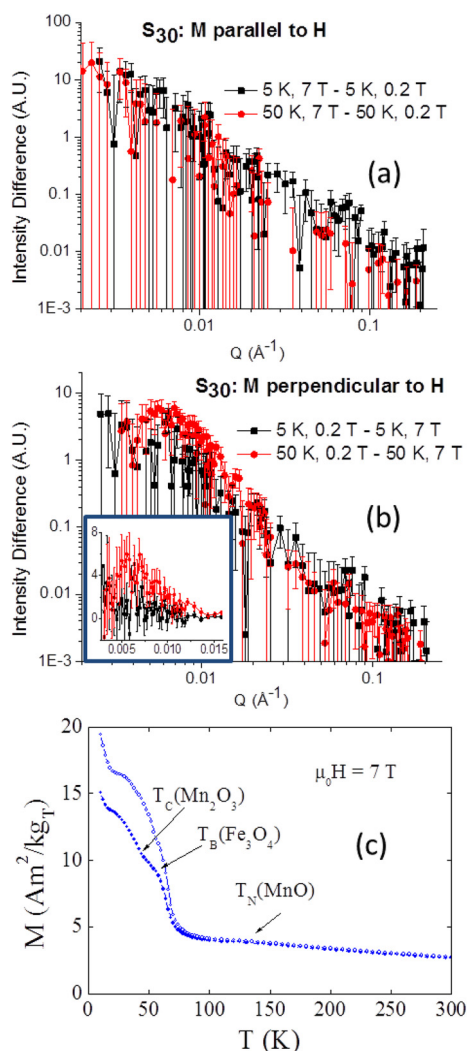 S30: M parallel to H
5 K, 7 T - 5 K, 0.2 T
50 K, 7 T - 50 K, 0.2 T
(a)
Intensity Difference (A.U.)
100
10
1
0.1
0.01
1E-3
0.01 0.1
Q (Å-1)
S30: M perpendicular to H
5 K, 0.2 T - 5 K, 7 T
50 K, 0.2 T - 50 K, 7 T
(b)
Intensity Difference (A.U.)
10
1
0.1
0.01
1E-3
8
4
0
0.005 0.010 0.015
0.01 0.1
Q (Å-1)
20
15
10
5
0
M (Am2/kgT)
μ0H = 7 T
TC(Mn2O3)
TB(Fe3O4)
(c)
TN(MnO)
0 50 100 150 200 250 300
T (K)